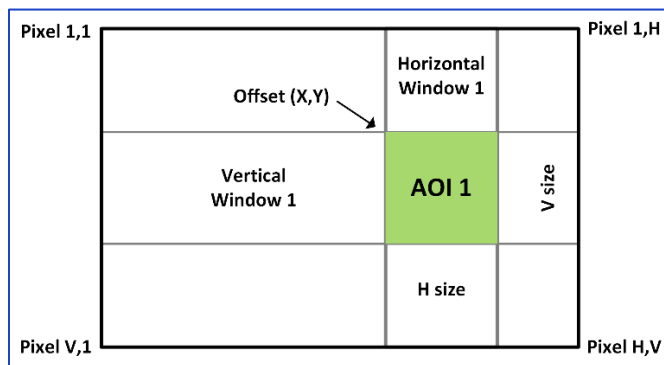 Pixel 1,1
Pixel 1,H
Horizontal
Window 1
Offset (X,Y)
Vertical
Window 1
AOI 1
V size
H size
Pixel V,1
Pixel H,V